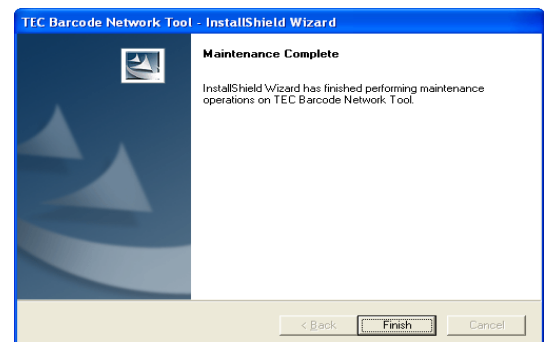 TEC Barcode Network Tool - InstallShield Wizard
Maintenance Complete
InstallShield Wizard has finished performing maintenance
operations on TEC Barcode Network Tool.
< Back Finish Cancel